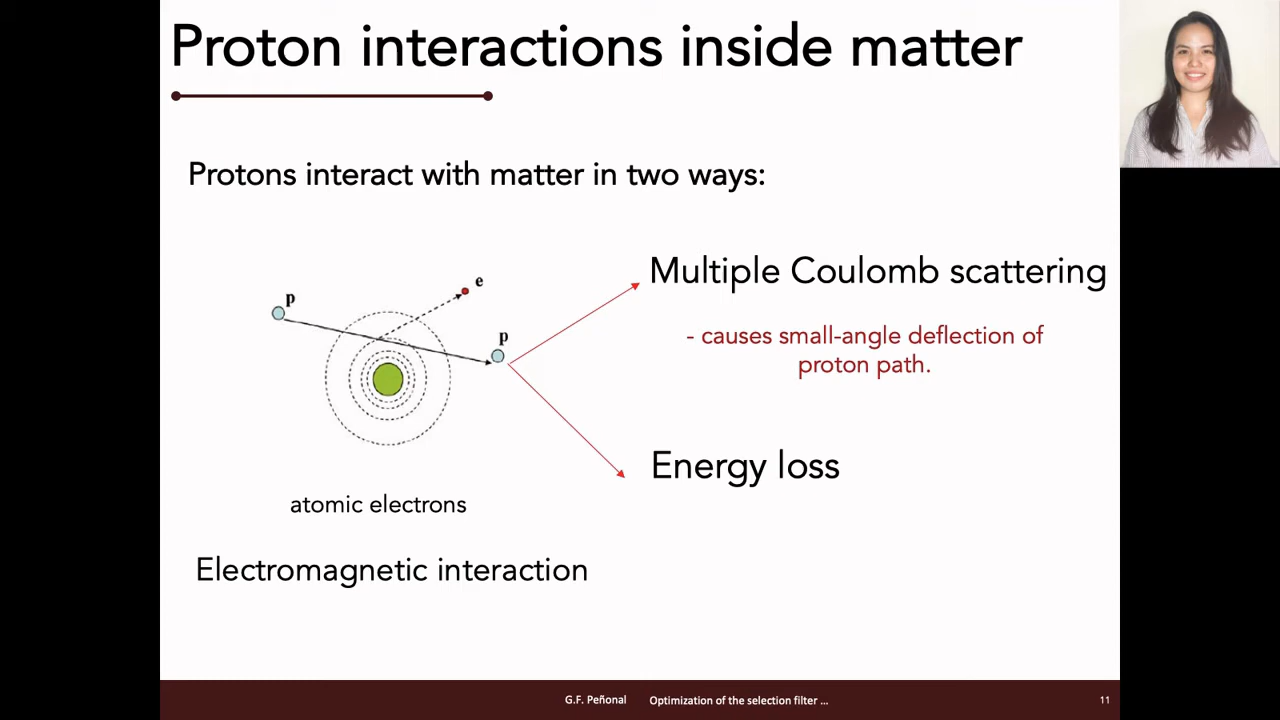 Proton interactions inside matter
Protons interact with matter in two ways:
p
e
p
Multiple Coulomb scattering
- causes small-angle deflection of
proton path.
Energy loss
atomic electrons
Electromagnetic interaction
G.F. Peñonal Optimization of the selection filter ... 11